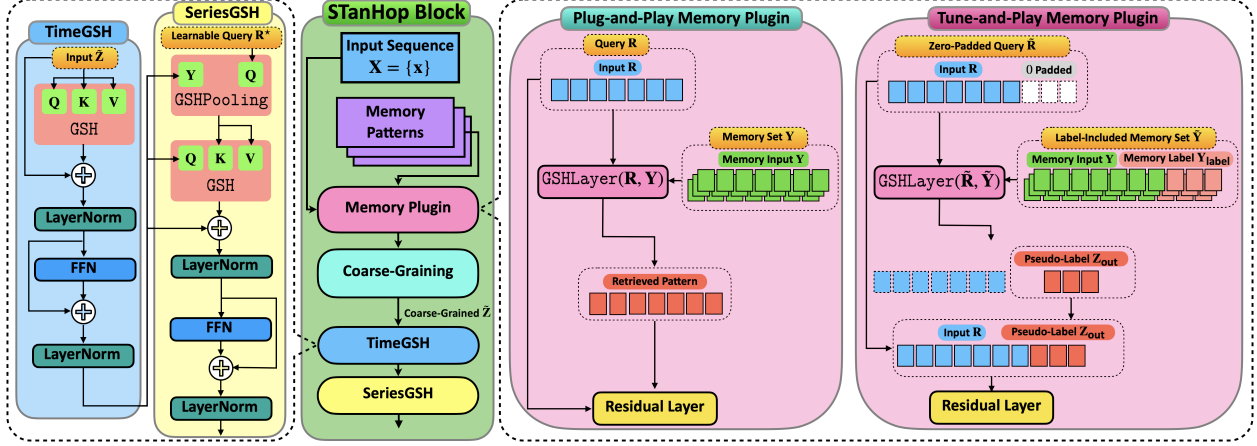 TimeGSH
Input Z̃
Q K V
GSH
LayerNorm
FFN
LayerNorm
SeriesGSH
Learnable Query R*
Y Q
GSHPooling
Q K V
GSH
LayerNorm
FFN
LayerNorm
STanHop Block
Input Sequence
X = {x}
Memory
Patterns
Memory Plugin
Coarse-Graining
Coarse-Grained Z̃
TimeGSH
SeriesGSH
Plug-and-Play Memory Plugin
Query R
Input R
Memory Set Y
Memory Input Y
GSHLayer(R, Y)
Retrieved Pattern
Residual Layer
Tune-and-Play Memory Plugin
Zero-Padded Query R̃
Input R 0 Padded
Label-Included Memory Set Ỹ
Memory Input Y Memory Label Y_label
GSHLayer(R̃, Ỹ)
Pseudo-Label Z_out
Input R Pseudo-Label Z_out
Residual Layer